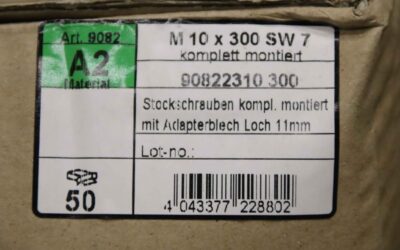 Art. 9082
A2
Material
50
M 10 x 300 SW 7
komplett montiert
90822310 300
Stockschrauben kompl. montiert
mit Adapterblech Loch 11mm
Lot-no.:
4 043377 228802